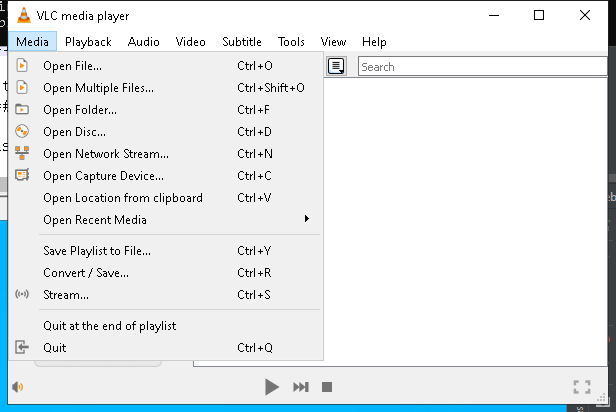 VLC media player
Media Playback Audio Video Subtitle Tools View Help
Open File... Ctrl+O
Search
Open Multiple Files... Ctrl+Shift+O
Open Folder... Ctrl+F
Open Disc... Ctrl+D
Open Network Stream... Ctrl+N
Open Capture Device... Ctrl+C
Open Location from clipboard Ctrl+V
Open Recent Media
Save Playlist to File... Ctrl+Y
Convert / Save... Ctrl+R
Stream... Ctrl+S
Quit at the end of playlist
Quit Ctrl+Q